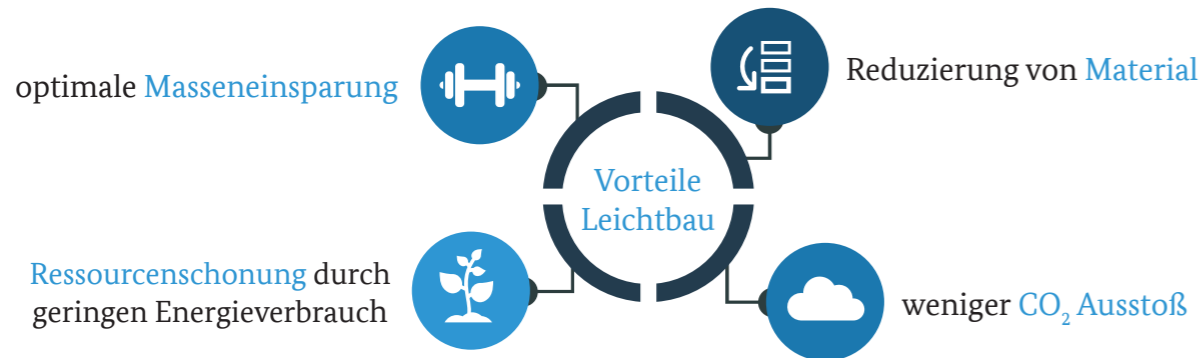 optimale Masseneinsparung
Reduzierung von Material
Vorteile
Leichtbau
Ressourcenschonung durch
geringen Energieverbrauch
weniger CO₂ Ausstoß